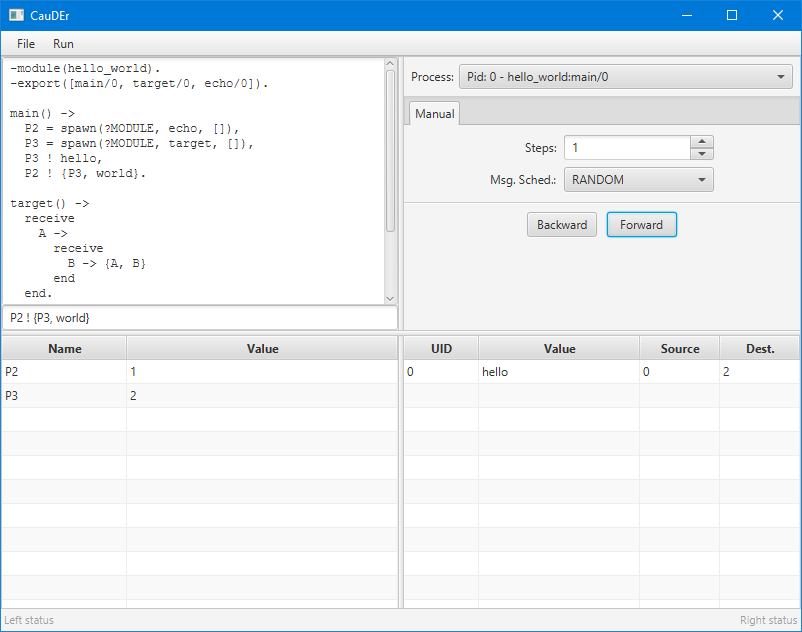 CauDEr
File Run
-module(hello_world).
-export([main/0, target/0, echo/0]).
main() ->
P2 = spawn(?MODULE, echo, []),
P3 = spawn(?MODULE, target, []),
P3 ! hello,
P2 ! {P3, world}.
target() ->
receive
A ->
receive
B -> {A, B}
end
end.
P2 ! {P3, world}
Process: Pid: 0 - hello_world:main/0
Manual
Steps: 1
Msg. Sched.: RANDOM
Backward Forward
Name Value
P2 1
P3 2
UID Value Source Dest.
0 hello 0 2
Left status Right status